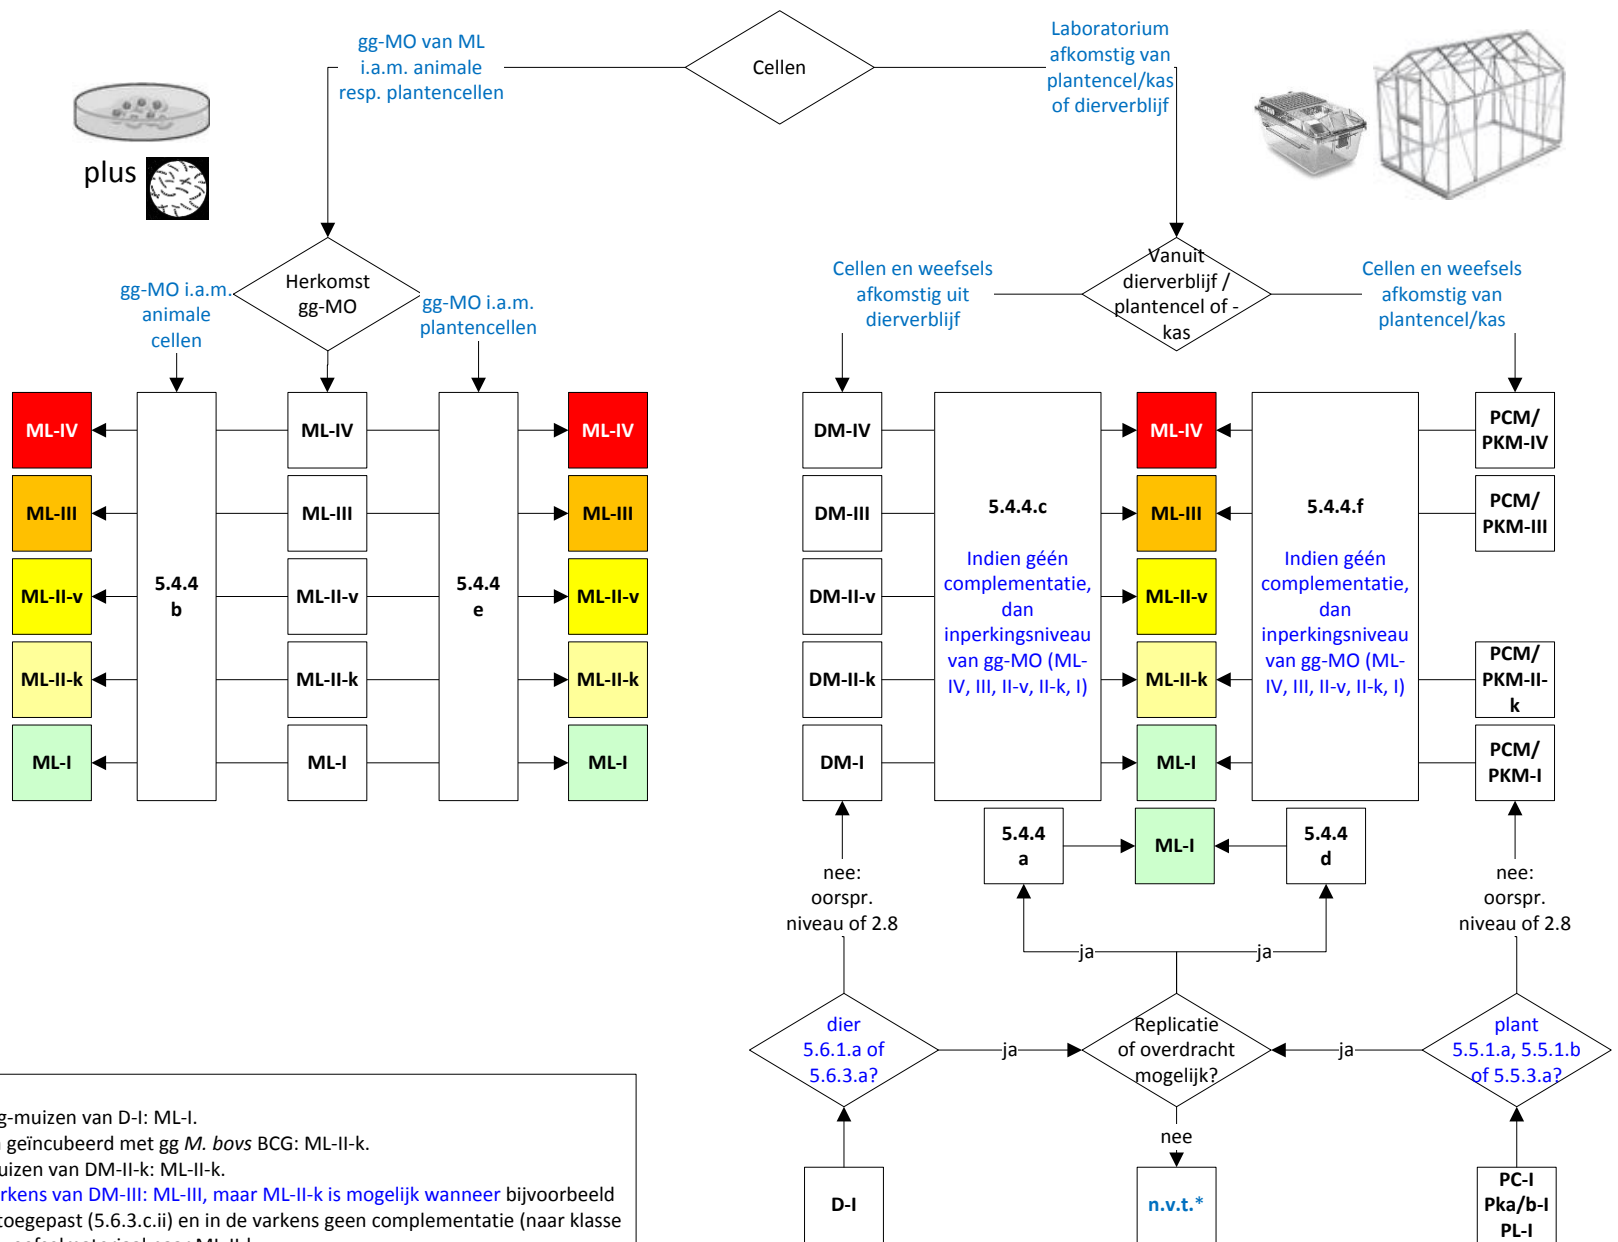 gg-MO van ML
i.a.m. animale
resp. plantencellen
Cellen
Laboratorium
afkomstig van
plantencel/kas
of dierverblijf
plus
Herkomst
gg-MO
gg-MO i.a.m.
animale
cellen
gg-MO i.a.m.
plantencellen
Cellen en weefsels
afkomstig uit
dierverblijf
Vanuit
dierverblijf /
plantencel of -
kas
Cellen en weefsels
afkomstig van
plantencel/kas
ML-IV
ML-III
ML-II-v
ML-II-k
ML-I
5.4.4
b
ML-IV
ML-III
ML-II-v
ML-II-k
ML-I
5.4.4
e
ML-IV
ML-III
ML-II-v
ML-II-k
ML-I
DM-IV
DM-III
DM-II-v
DM-II-k
DM-I
5.4.4.c
Indien géén
complementatie,
dan
inperkingsniveau
van gg-MO (ML-
IV, III, II-v, II-k, I)
ML-IV
ML-III
ML-II-v
ML-II-k
ML-I
5.4.4.f
Indien géén
complementatie,
dan
inperkingsniveau
van gg-MO (ML-
IV, III, II-v, II-k, I)
PCM/
PKM-IV
PCM/
PKM-III
PCM/
PKM-II-
k
PCM/
PKM-I
5.4.4
a
ML-I
5.4.4
d
nee:
oorspr.
niveau of 2.8
nee:
oorspr.
niveau of 2.8
ja
ja
dier
5.6.1.a of
5.6.3.a?
ja
Replicatie
of overdracht
mogelijk?
ja
plant
5.5.1.a, 5.5.1.b
of 5.5.3.a?
nee
D-I
n.v.t.*
PC-I
Pka/b-I
PL-I
g-muizen van D-I: ML-I.
geïncubeerd met gg M. bovs BCG: ML-II-k.
uizen van DM-II-k: ML-II-k.
rkens van DM-III: ML-III, maar ML-II-k is mogelijk wanneer bijvoorbeeld
toegepast (5.6.3.c.ii) en in de varkens geen complementatie (naar klasse